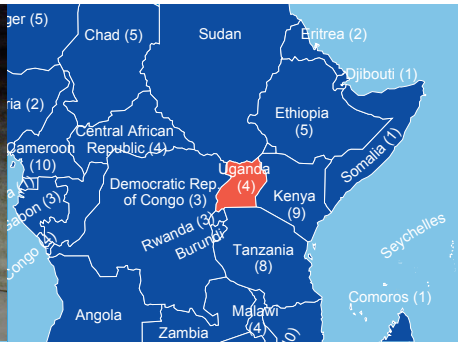 ger (5)
Chad (5)
Sudan
Eritrea (2)
Djibouti (1)
ria (2)
Ethiopia
(5)
Central African
Republic (4)
Cameroon
(10)
Somalia (1)
Uganda
(4)
Democratic Rep.
of Congo (3)
Kenya
(9)
Gabon (3)
Rwanda (3)
Burundi
Congo
Seychelles
Tanzania
(8)
Comoros (1)
Angola
Malawi
(4
Zambia
10)